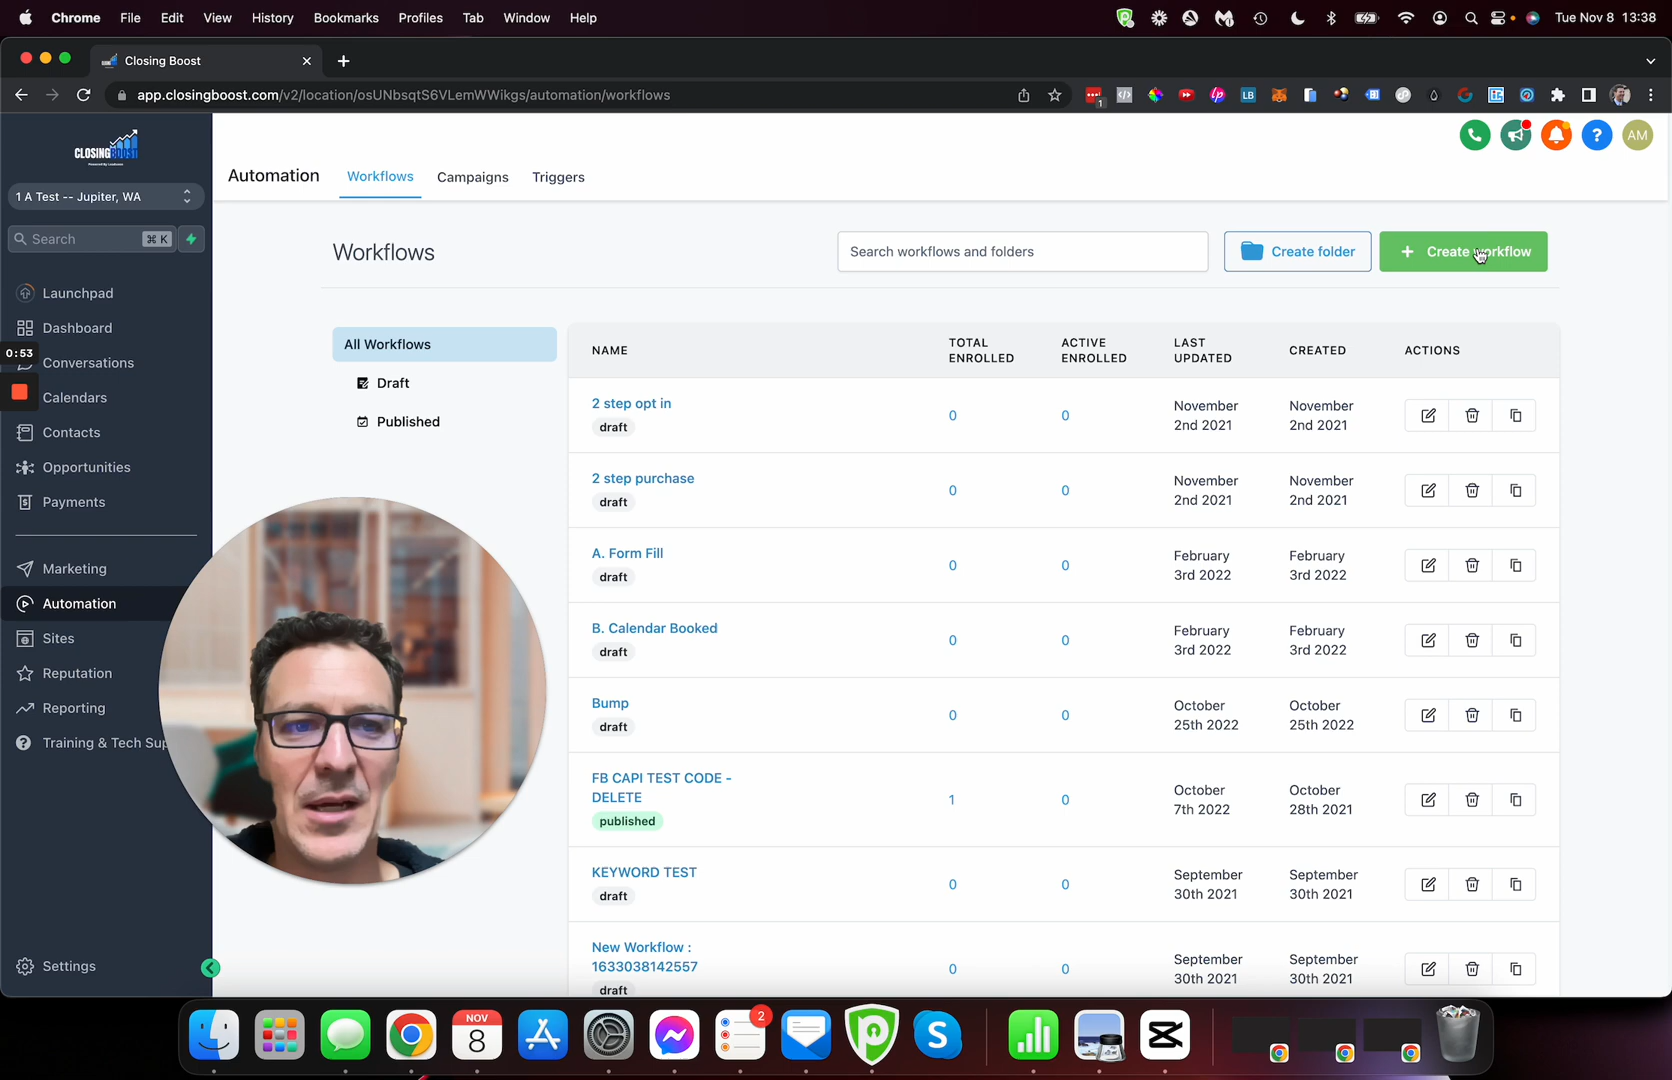 Chrome File Edit View History Bookmarks Profiles Tab Window Help Tue Nov 8 13:38
Closing Boost
app.closingboost.com/v2/location/osUNbsqtS6VLemWWikgs/automation/workflows
1
CLOSINGBOOST
1 A Test -- Jupiter, WA
Search ⌘ K
Launchpad
Dashboard
0:53
Conversations
Calendars
Contacts
Opportunities
Payments
Marketing
Automation
Sites
Reputation
Reporting
Training & Tech Sup
Settings
AM
Automation Workflows Campaigns Triggers
Workflows
Search workflows and folders
Create folder
+ Create workflow
All Workflows
Draft
Published
NAME TOTAL ENROLLED ACTIVE ENROLLED LAST UPDATED CREATED ACTIONS
2 step opt in 0 0 November 2nd 2021 November 2nd 2021
draft
2 step purchase 0 0 November 2nd 2021 November 2nd 2021
draft
A. Form Fill 0 0 February 3rd 2022 February 3rd 2022
draft
B. Calendar Booked 0 0 February 3rd 2022 February 3rd 2022
draft
Bump 0 0 October 25th 2022 October 25th 2022
draft
FB CAPI TEST CODE - DELETE 1 0 October 7th 2022 October 28th 2021
published
KEYWORD TEST 0 0 September 30th 2021 September 30th 2021
draft
New Workflow : 1633038142557 0 0 September 30th 2021 September 30th 2021
draft
NOV
8
2